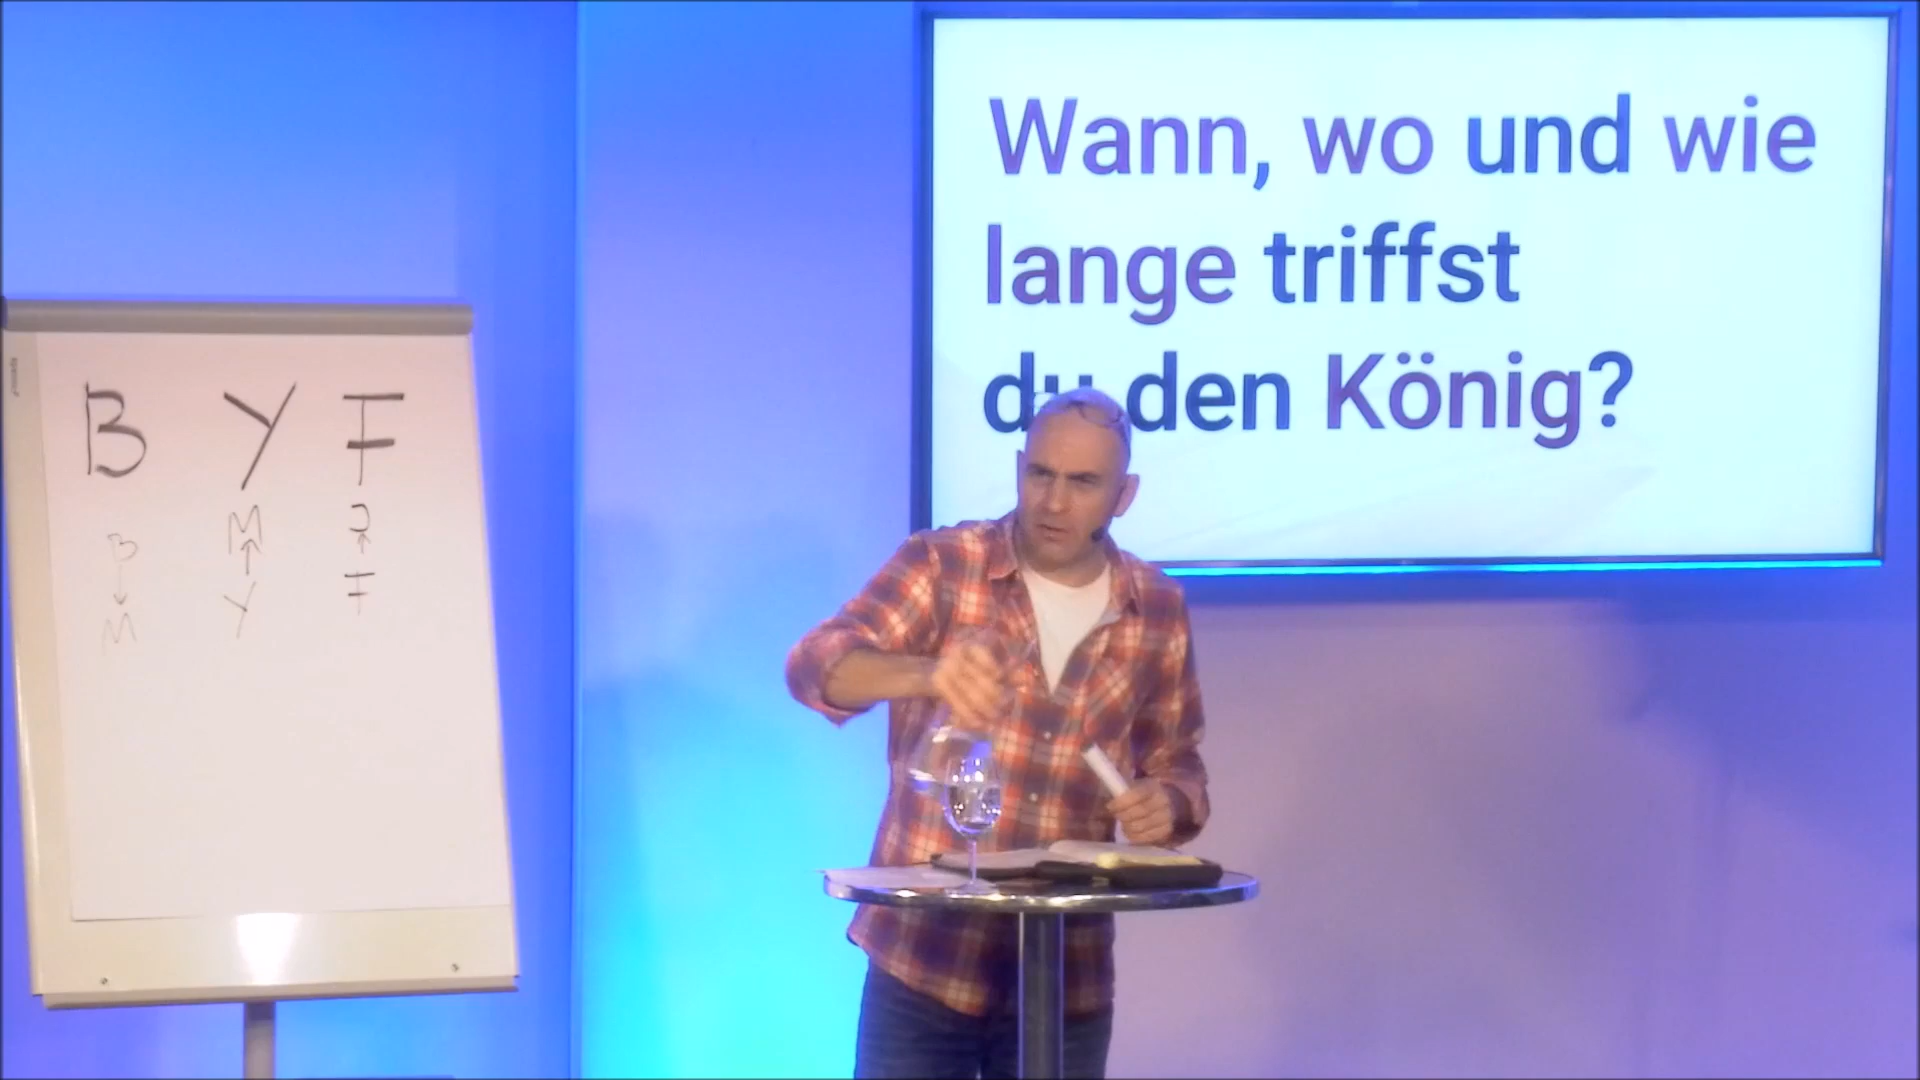 Wann, wo und wie
lange triffst
du den König?
B Y F
B M J
M Y F